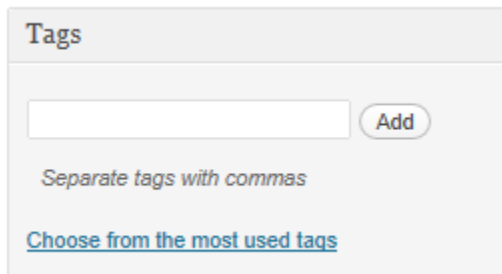 Tags
Add
Separate tags with commas
Choose from the most used tags